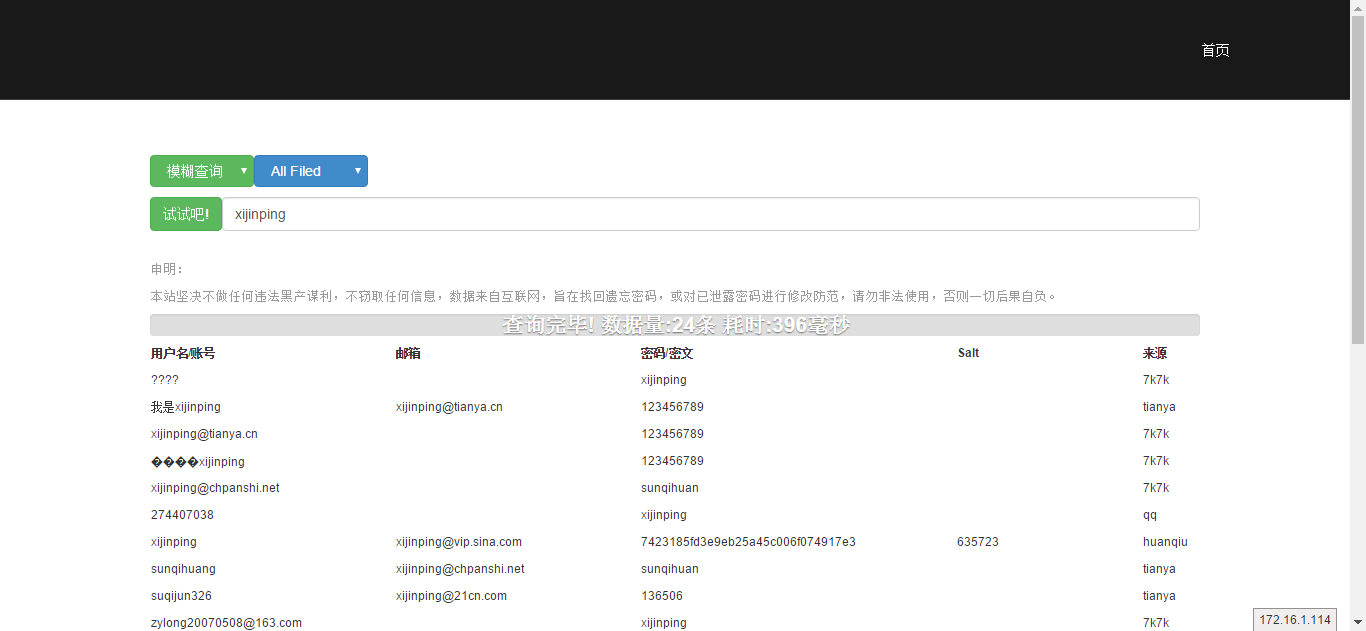 首页
模糊查询 ▼ All Filed ▼
试试吧! xijinping
申明：
本站坚决不做任何违法黑产谋利，不窃取任何信息，数据来自互联网，旨在找回遗忘密码，或对已泄露密码进行修改防范，请勿非法使用，否则一切后果自负。
查询完毕! 数据量:24条 耗时:396毫秒
用户名/账号 邮箱 密码/密文 Salt 来源
???? xijinping 7k7k
我是xijinping xijinping@tianya.cn 123456789 tianya
xijinping@tianya.cn 123456789 7k7k
����xijinping 123456789 7k7k
xijinping@chpanshi.net sunqihuan 7k7k
274407038 xijinping qq
xijinping xijinping@vip.sina.com 7423185fd3e9eb25a45c006f074917e3 635723 huanqiu
sunqihuang xijinping@chpanshi.net sunqihuan tianya
suqijun326 xijinping@21cn.com 136506 tianya
zylong20070508@163.com xijinping 7k7k
172.16.1.114